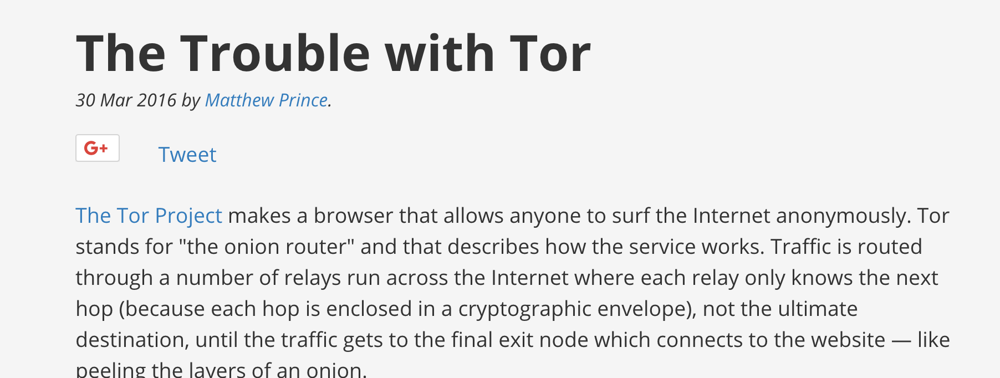 The Trouble with Tor
30 Mar 2016 by Matthew Prince.
G+
Tweet
The Tor Project makes a browser that allows anyone to surf the Internet anonymously. Tor
stands for "the onion router" and that describes how the service works. Traffic is routed
through a number of relays run across the Internet where each relay only knows the next
hop (because each hop is enclosed in a cryptographic envelope), not the ultimate
destination, until the traffic gets to the final exit node which connects to the website — like
peeling the layers of an onion.